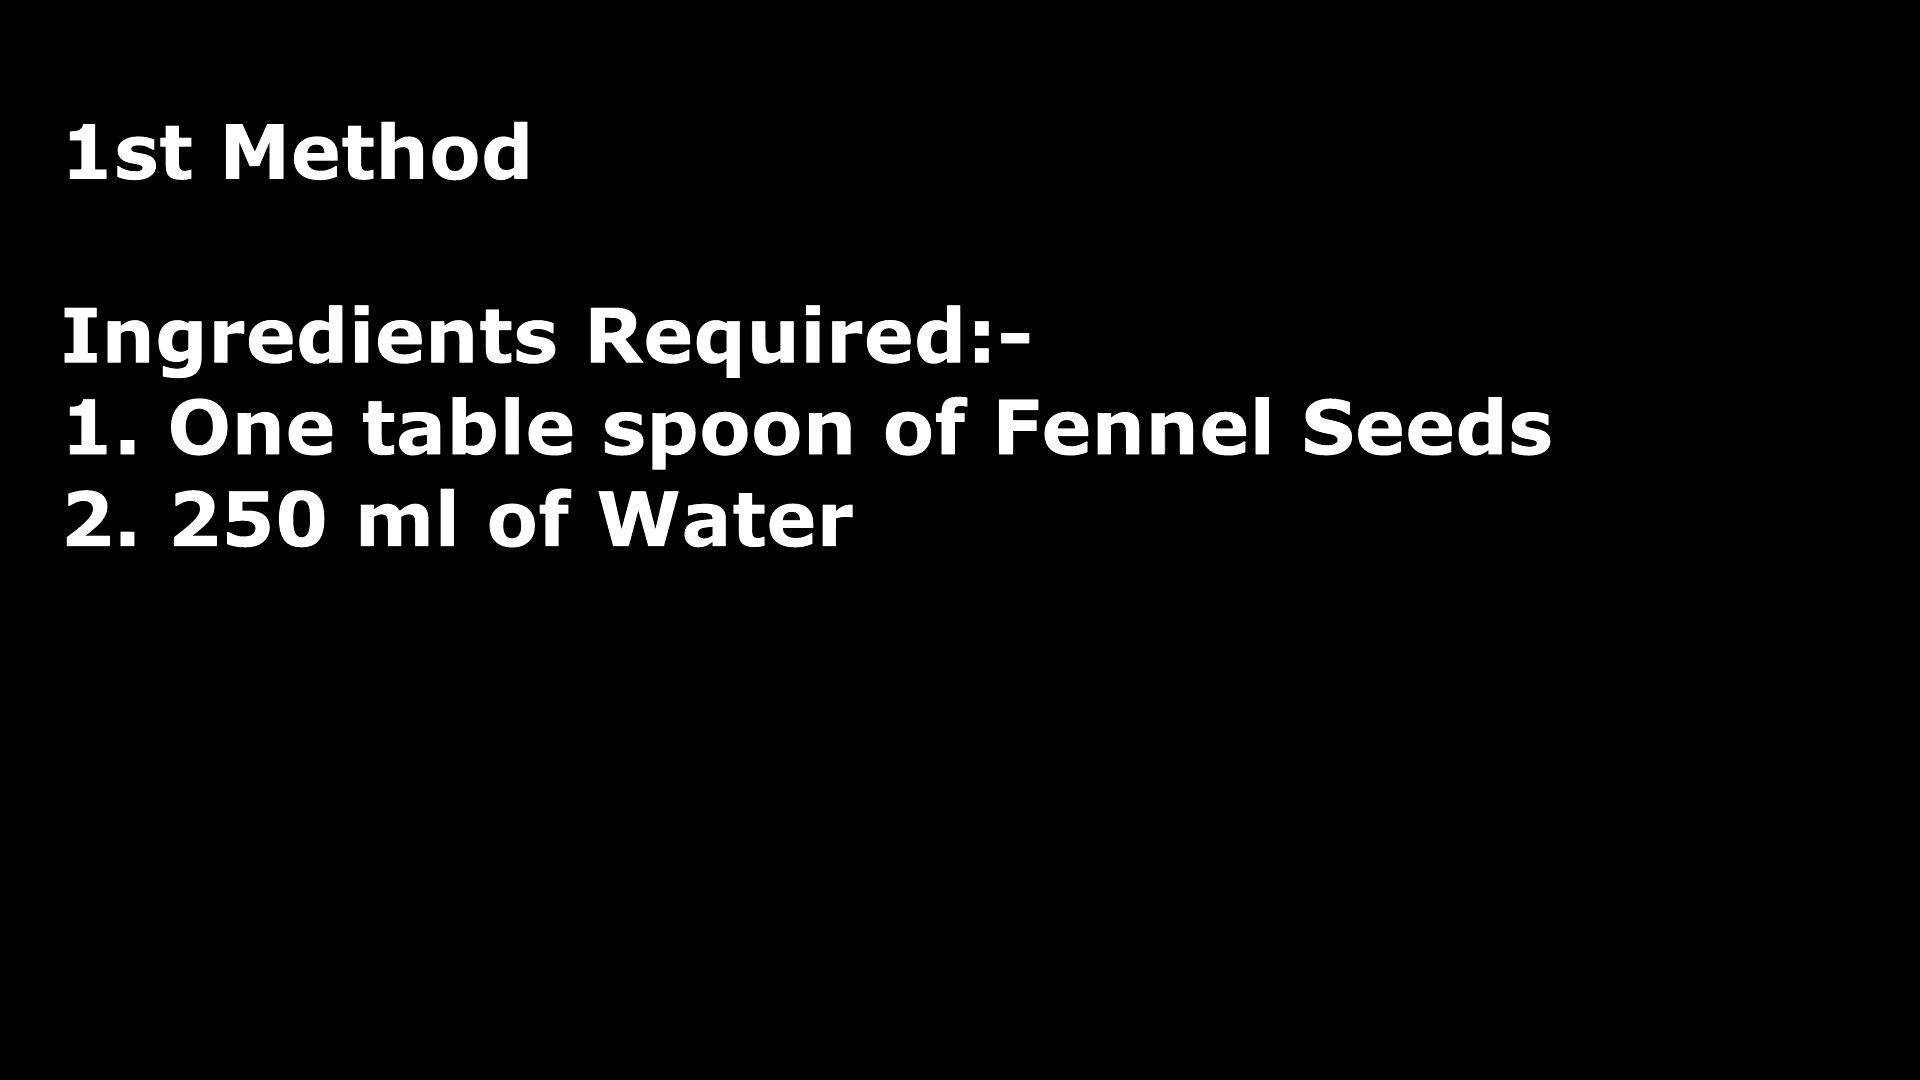 1st Method
Ingredients Required:-
1. One table spoon of Fennel Seeds
2. 250 ml of Water